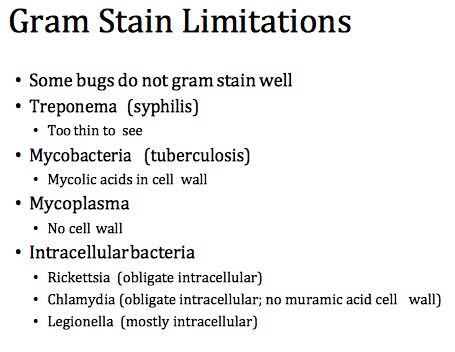 Gram Stain Limitations
• Some bugs do not gram stain well
• Treponema (syphilis)
• Too thin to see
• Mycobacteria (tuberculosis)
• Mycolic acids in cell wall
• Mycoplasma
• No cell wall
• Intracellularbacteria
• Rickettsia (obligate intracellular)
• Chlamydia (obligate intracellular; no muramic acid cell wall)
• Legionella (mostly intracellular)